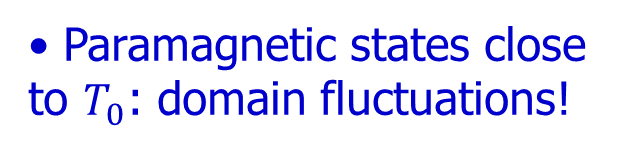 • Paramagnetic states close
to T₀: domain fluctuations!